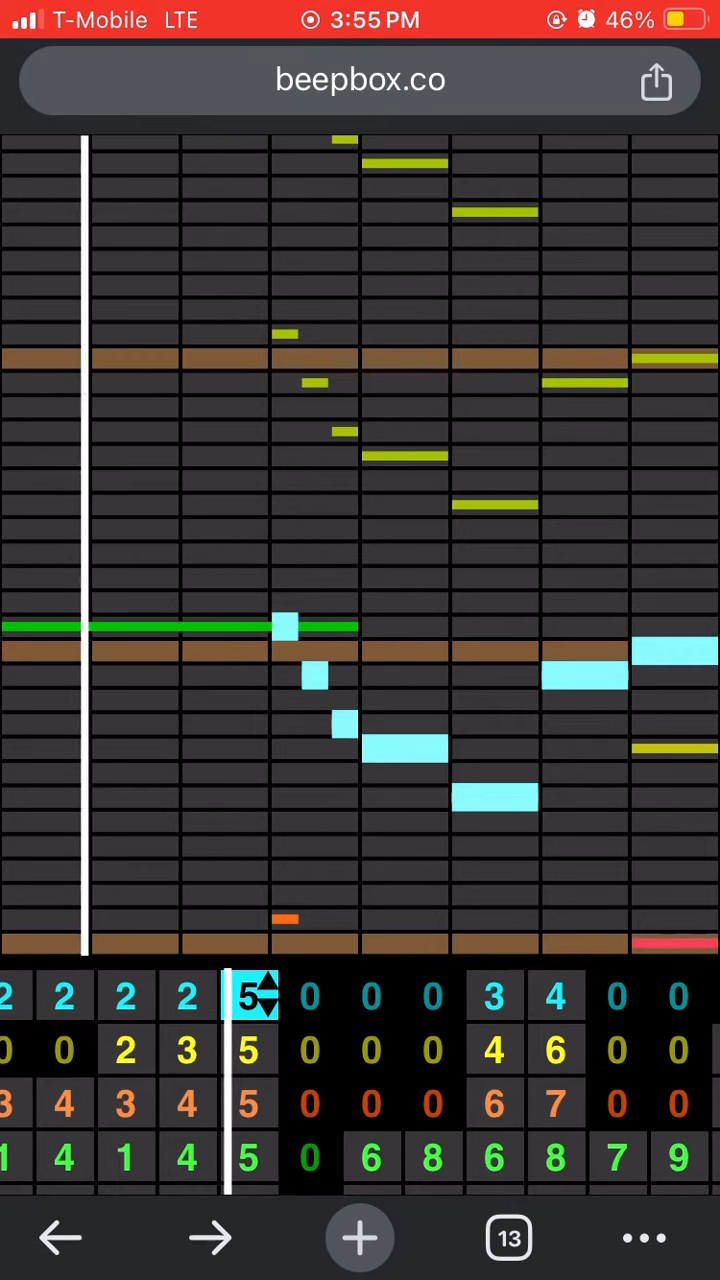 T-Mobile LTE 3:55 PM 46%
beepbox.co
2 2 2 2 5 0 0 0 3 4 0 0
0 0 2 3 5 0 0 0 4 6 0 0
3 4 3 4 5 0 0 0 6 7 0 0
1 4 1 4 5 0 6 8 6 8 7 9
13